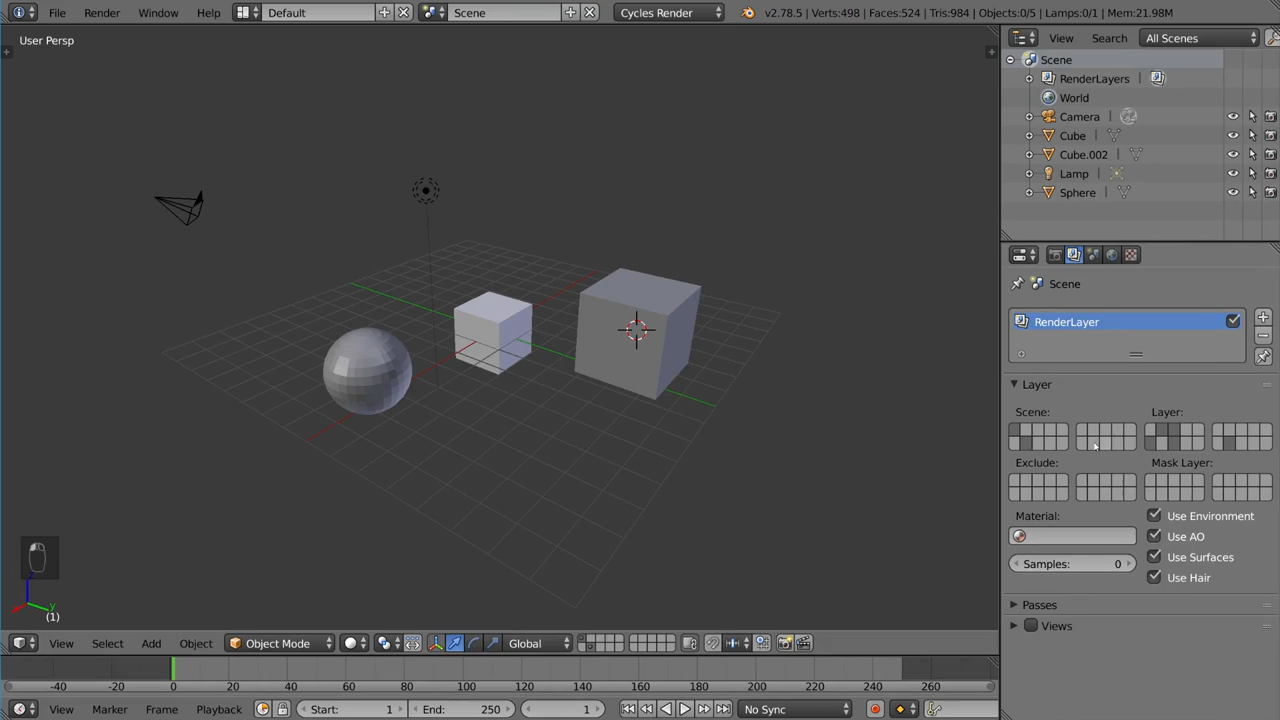 File Render Window Help Default Scene Cycles Render v2.78.5 | Verts:498 | Faces:524 | Tris:984 | Objects:0/5 | Lamps:0/1 | Mem:21.98M
User Persp
View Search All Scenes
Scene
RenderLayers |
World
Camera |
Cube |
Cube.002 |
Lamp |
Sphere |
Scene
RenderLayer
Layer
Scene: Layer:
Exclude: Mask Layer:
Material: Use Environment
Use AO
Samples: 0 Use Surfaces
Use Hair
Passes
Views
z
y
(1)
View Select Add Object Object Mode Global
-40 -20 0 20 40 60 80 100 120 140 160 180 200 220 240 260
View Marker Frame Playback Start: 1 End: 250 1 No Sync